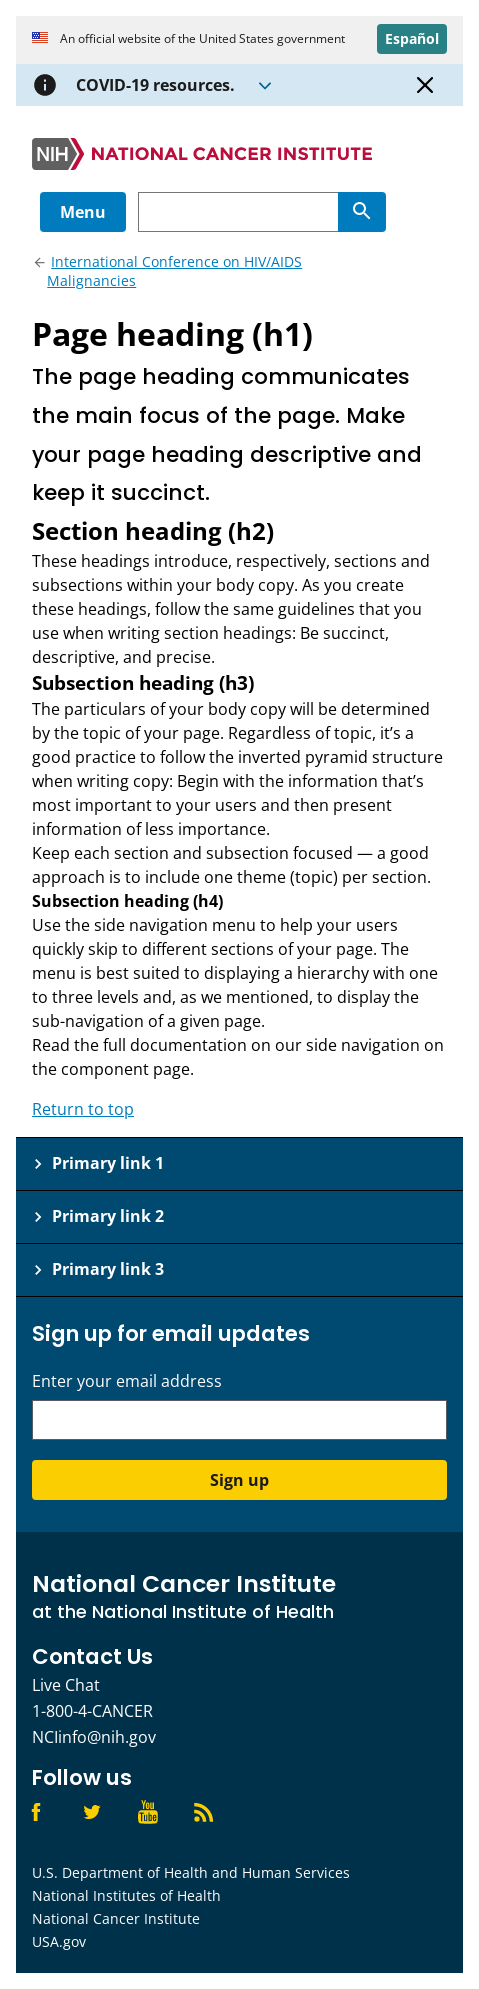 An official website of the United States government
Español
COVID-19 resources.
NIH NATIONAL CANCER INSTITUTE
Menu
International Conference on HIV/AIDS
Malignancies
Page heading (h1)
The page heading communicates
the main focus of the page. Make
your page heading descriptive and
keep it succinct.
Section heading (h2)
These headings introduce, respectively, sections and
subsections within your body copy. As you create
these headings, follow the same guidelines that you
use when writing section headings: Be succinct,
descriptive, and precise.
Subsection heading (h3)
The particulars of your body copy will be determined
by the topic of your page. Regardless of topic, it’s a
good practice to follow the inverted pyramid structure
when writing copy: Begin with the information that’s
most important to your users and then present
information of less importance.
Keep each section and subsection focused — a good
approach is to include one theme (topic) per section.
Subsection heading (h4)
Use the side navigation menu to help your users
quickly skip to different sections of your page. The
menu is best suited to displaying a hierarchy with one
to three levels and, as we mentioned, to display the
sub-navigation of a given page.
Read the full documentation on our side navigation on
the component page.
Return to top
Primary link 1
Primary link 2
Primary link 3
Sign up for email updates
Enter your email address
Sign up
National Cancer Institute
at the National Institute of Health
Contact Us
Live Chat
1-800-4-CANCER
NCIinfo@nih.gov
Follow us
You
Tube
U.S. Department of Health and Human Services
National Institutes of Health
National Cancer Institute
USA.gov